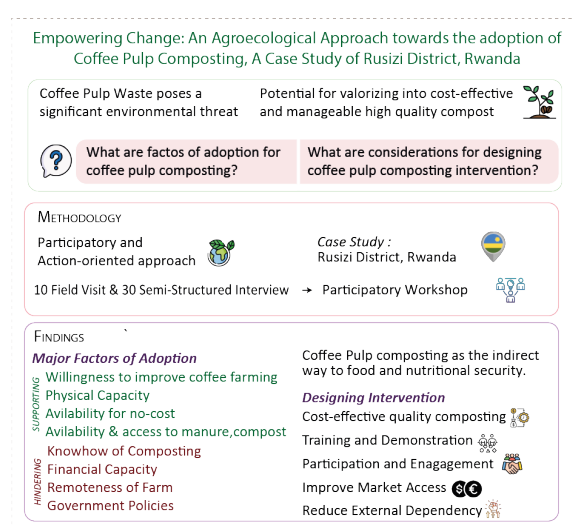 Empowering Change: An Agroecological Approach towards the adoption of
Coffee Pulp Composting, A Case Study of Rusizi District, Rwanda
Coffee Pulp Waste poses a
significant environmental threat
Potential for valorizing into cost-effective
and manageable high quality compost
What are factos of adoption for
coffee pulp composting?
What are considerations for designing
coffee pulp composting intervention?
METHODOLOGY
Participatory and
Action-oriented approach
Case Study :
Rusizi District, Rwanda
10 Field Visit & 30 Semi-Structured Interview → Participatory Workshop
FINDINGS `
Major Factors of Adoption
SUPPORTING
Willingness to improve coffee farming
Physical Capacity
Avilability for no-cost
Avilability & access to manure,compost
HINDERING
Knowhow of Composting
Financial Capacity
Remoteness of Farm
Government Policies
Coffee Pulp composting as the indirect
way to food and nutritional security.
Designing Intervention
Cost-effective quality composting
Training and Demonstration
Participation and Enagagement
Improve Market Access $ €
Reduce External Dependency